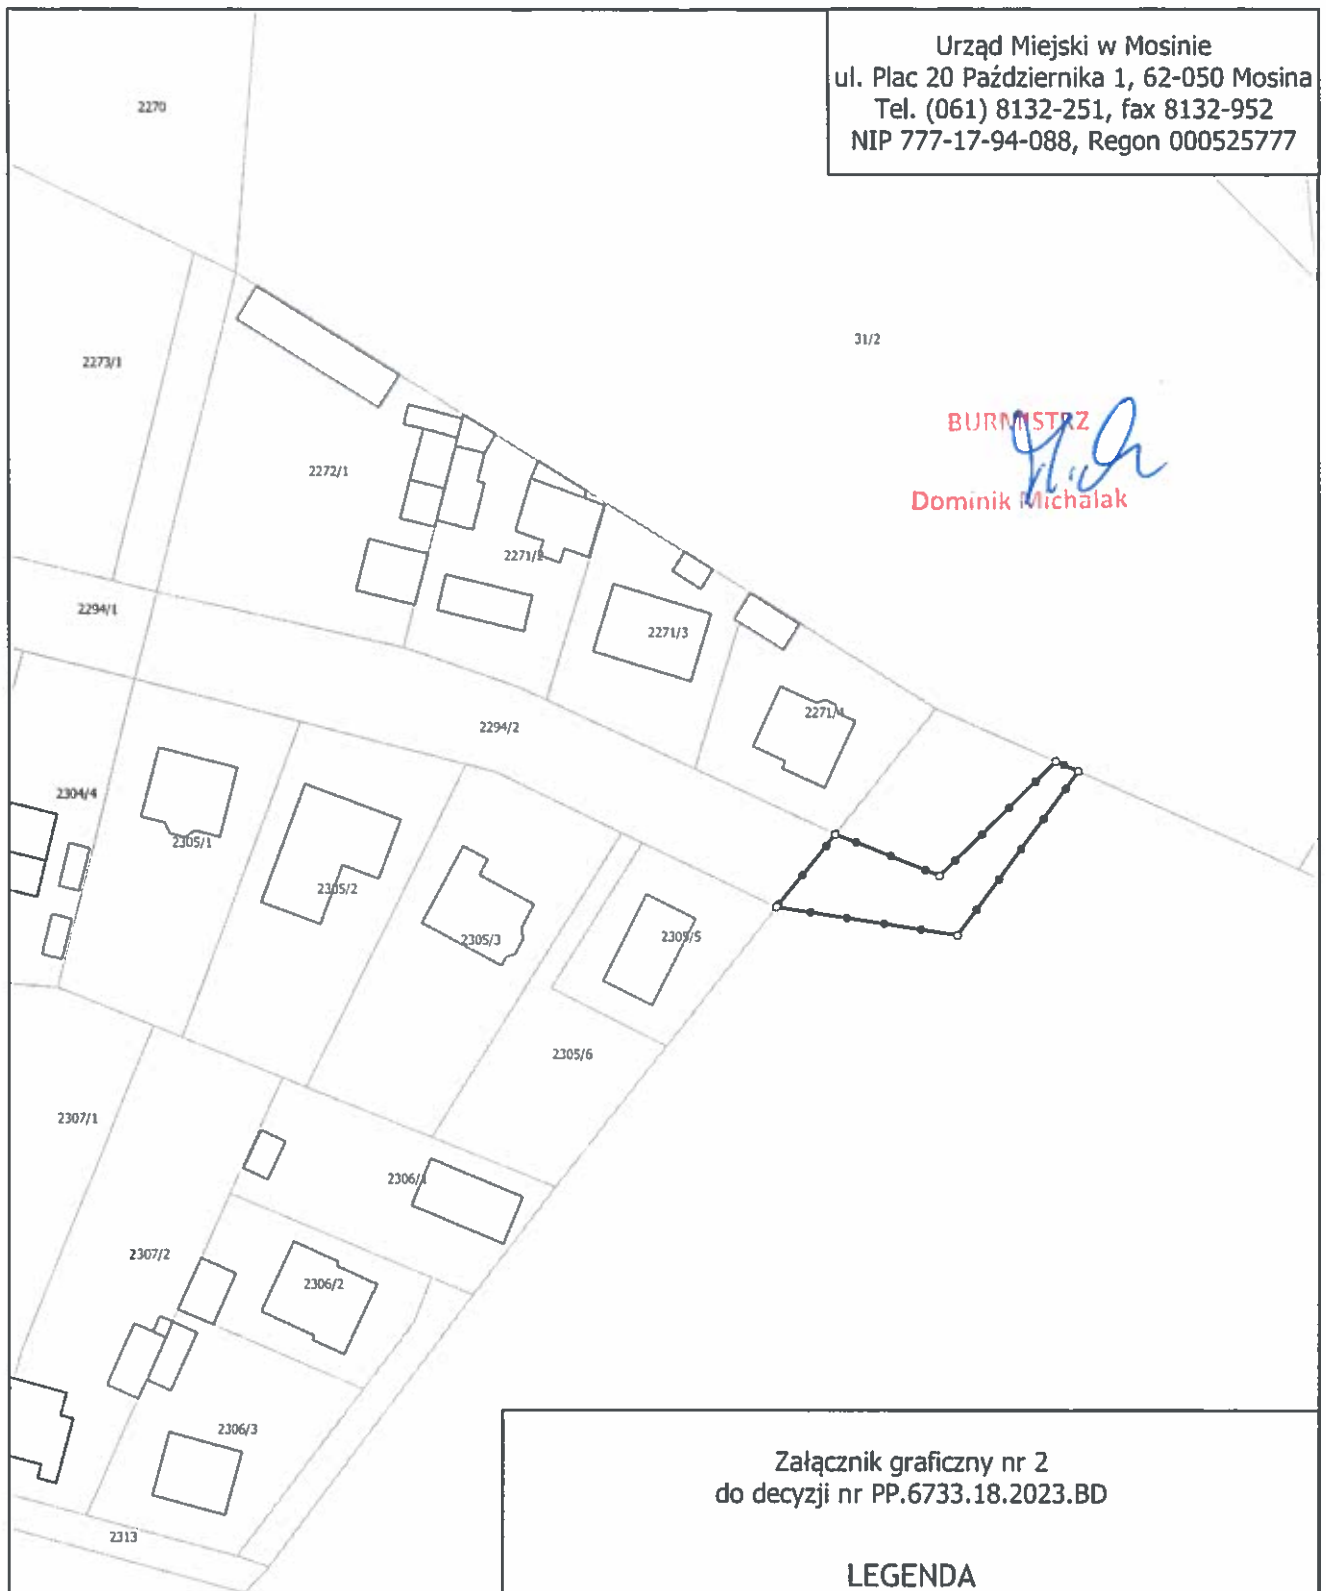 Urząd Miejski w Mosinie
ul. Plac 20 Października 1, 62-050 Mosina
Tel. (061) 8132-251, fax 8132-952
NIP 777-17-94-088, Regon 000525777
2270
31/2
2273/1
BURMISTRZ
Dominik Michalak
2272/1
2271/2
2294/1
2271/3
2271/4
2294/2
2304/4
2305/1
2305/2
2305/3
2305/5
2305/6
2307/1
2306/1
2307/2
2306/2
2306/3
2313
Załącznik graficzny nr 2
do decyzji nr PP.6733.18.2023.BD
LEGENDA